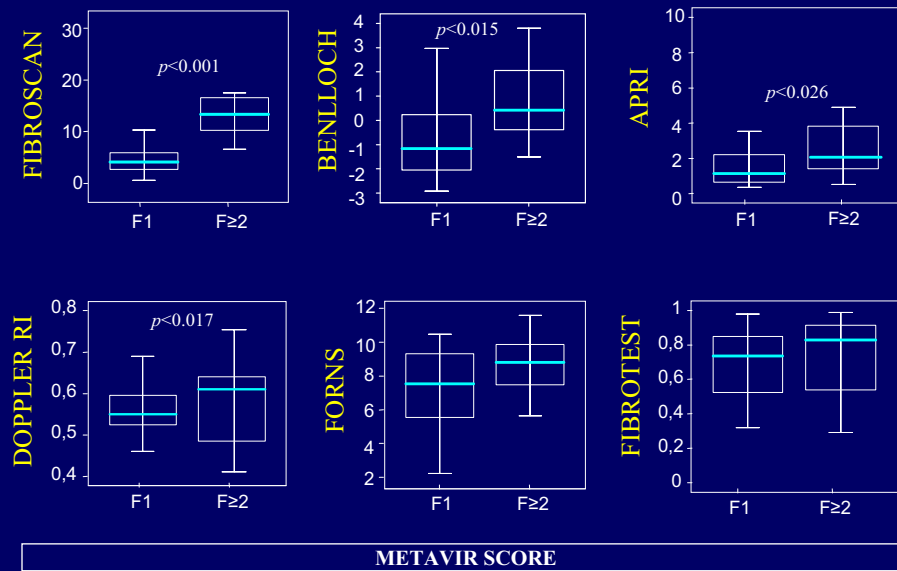 FIBROSCAN
30
20
10
0
p<0.001
F1
F≥2
BENLLOCH
4
3
2
1
0
-1
-2
-3
p<0.015
F1
F≥2
APRI
10
8
6
4
2
0
p<0.026
F1
F≥2
DOPPLER RI
0,8
0,7
0,6
0,5
0,4
p<0.017
F1
F≥2
FORNS
12
10
8
6
4
2
F1
F≥2
FIBROTEST
1
0,8
0,6
0,4
0,2
0
F1
F≥2
METAVIR SCORE